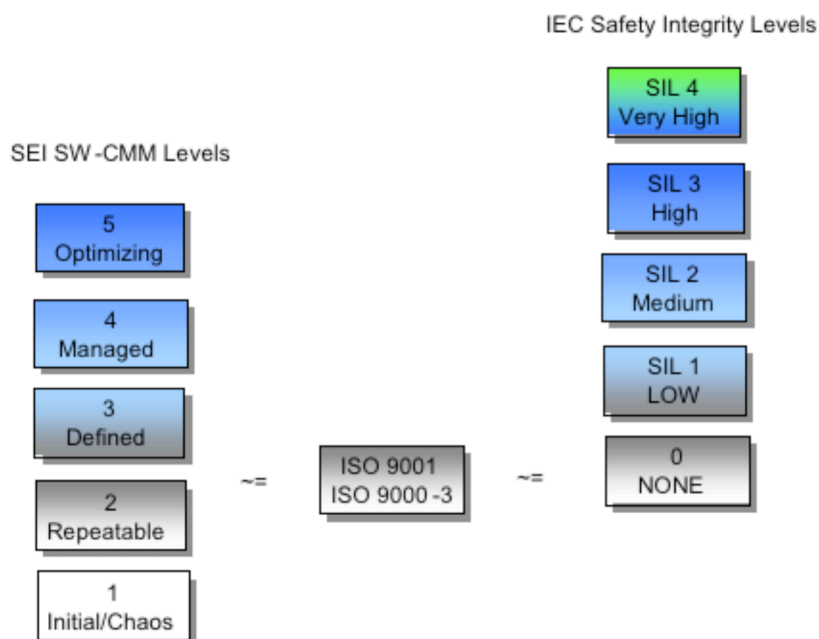 IEC Safety Integrity Levels
SIL 4
Very High
SEI SW-CMM Levels
SIL 3
High
5
Optimizing
SIL 2
Medium
4
Managed
SIL 1
LOW
3
Defined
~=
ISO 9001
ISO 9000-3
~=
0
NONE
2
Repeatable
1
Initial/Chaos